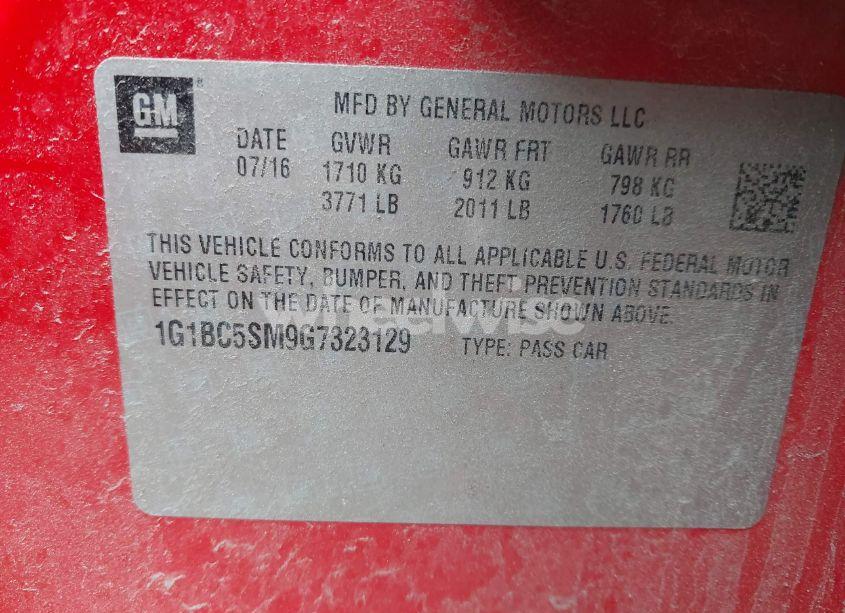 GM®
MFD BY GENERAL MOTORS LLC
DATE GVWR GAWR FRT GAWR RR
07/16 1710 KG 912 KG 798 KG
3771 LB 2011 LB 1760 LB
THIS VEHICLE CONFORMS TO ALL APPLICABLE U.S. FEDERAL MOTOR
VEHICLE SAFETY, BUMPER, AND THEFT PREVENTION STANDARDS IN
EFFECT ON THE DATE OF MANUFACTURE SHOWN ABOVE.
1G1BC5SM9G7323129 TYPE: PASS CAR
Wheelwise